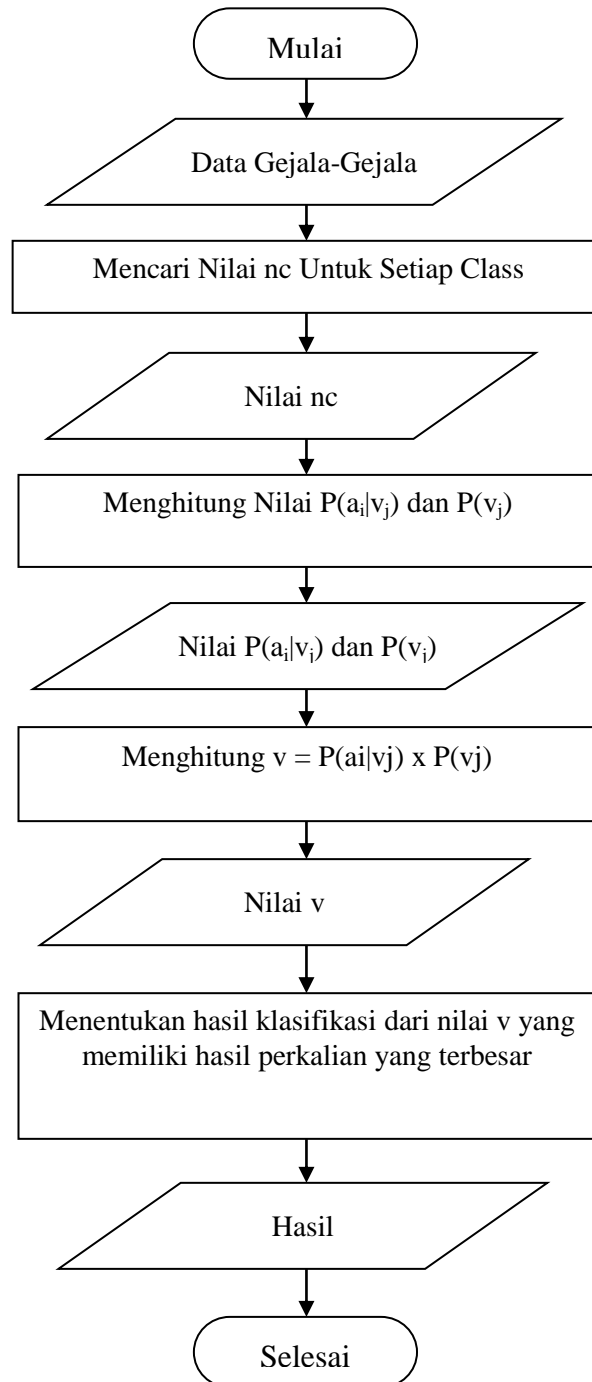 Mulai
Data Gejala-Gejala
Mencari Nilai nc Untuk Setiap Class
Nilai nc
Menghitung Nilai P(aᵢ|vⱼ) dan P(vⱼ)
Nilai P(aᵢ|vⱼ) dan P(vⱼ)
Menghitung v = P(ai|vj) x P(vj)
Nilai v
Menentukan hasil klasifikasi dari nilai v yang
memiliki hasil perkalian yang terbesar
Hasil
Selesai